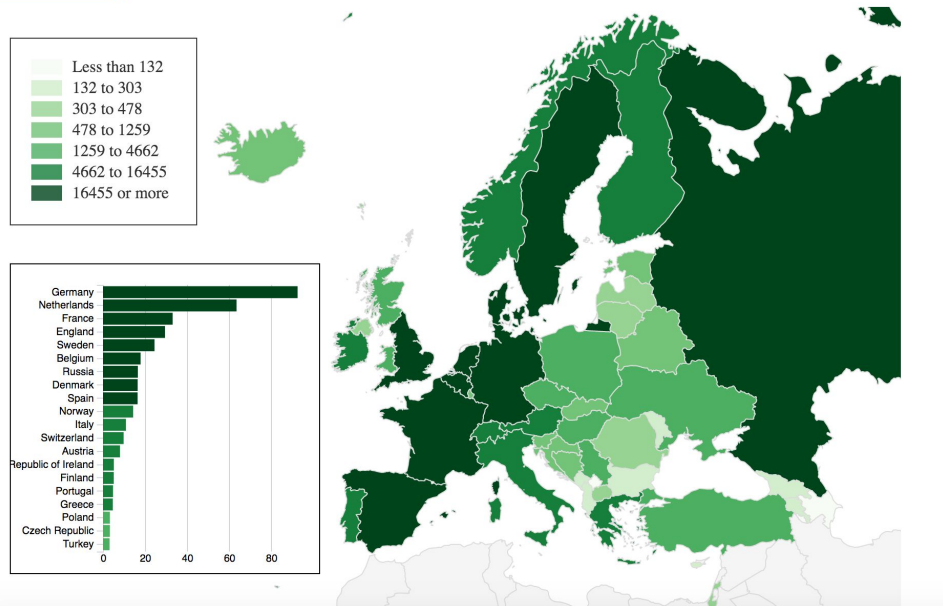 Less than 132
132 to 303
303 to 478
478 to 1259
1259 to 4662
4662 to 16455
16455 or more
Germany
Netherlands
France
England
Sweden
Belgium
Russia
Denmark
Spain
Norway
Italy
Switzerland
Austria
Republic of Ireland
Finland
Portugal
Greece
Poland
Czech Republic
Turkey
0 20 40 60 80